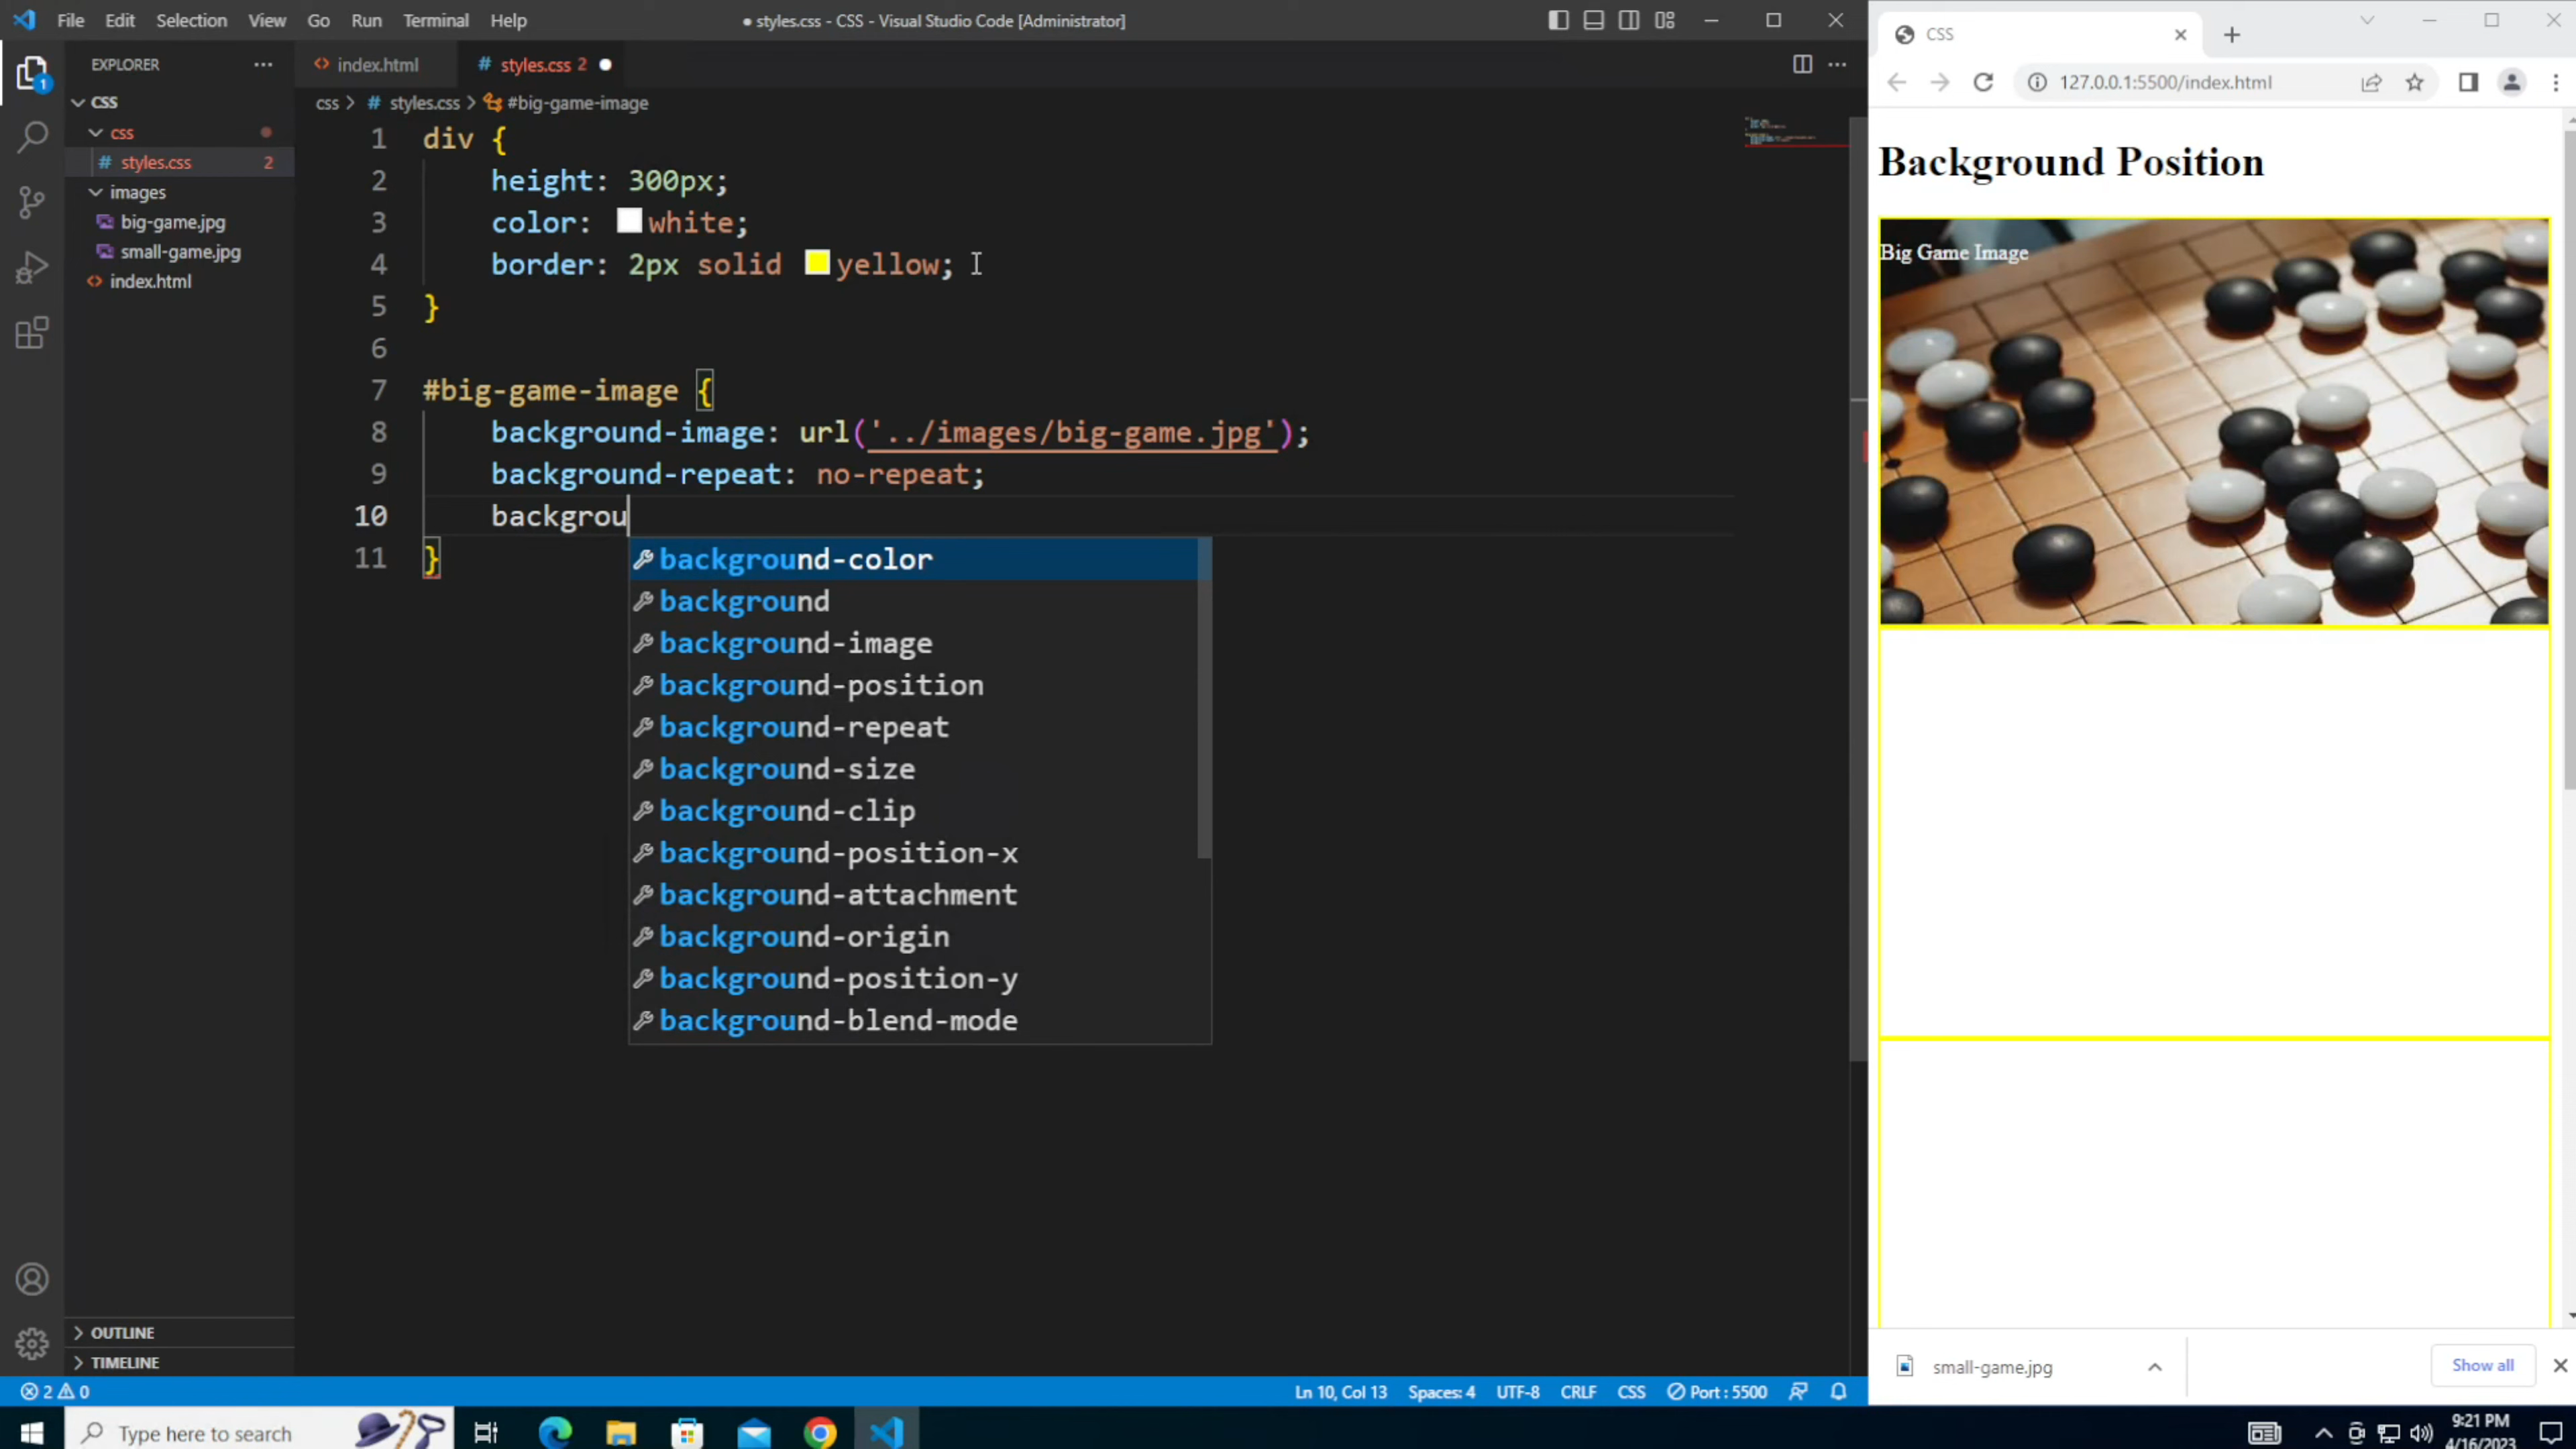 File Edit Selection View Go Run Terminal Help
● styles.css - CSS - Visual Studio Code [Administrator]
EXPLORER
CSS
css
# styles.css 2
images
big-game.jpg
small-game.jpg
<> index.html
OUTLINE
TIMELINE
<> index.html
# styles.css 2 ●
css > # styles.css > #big-game-image
1 div {
2 height: 300px;
3 color: white;
4 border: 2px solid yellow;
5 }
6
7 #big-game-image {
8 background-image: url('../images/big-game.jpg');
9 background-repeat: no-repeat;
10 backgrou
11 }
background-color
background
background-image
background-position
background-repeat
background-size
background-clip
background-position-x
background-attachment
background-origin
background-position-y
background-blend-mode
2 0
Ln 10, Col 13 Spaces: 4 UTF-8 CRLF CSS Port : 5500
CSS
127.0.0.1:5500/index.html
Background Position
Big Game Image
small-game.jpg
Show all
Type here to search
9:21 PM
4/16/2023